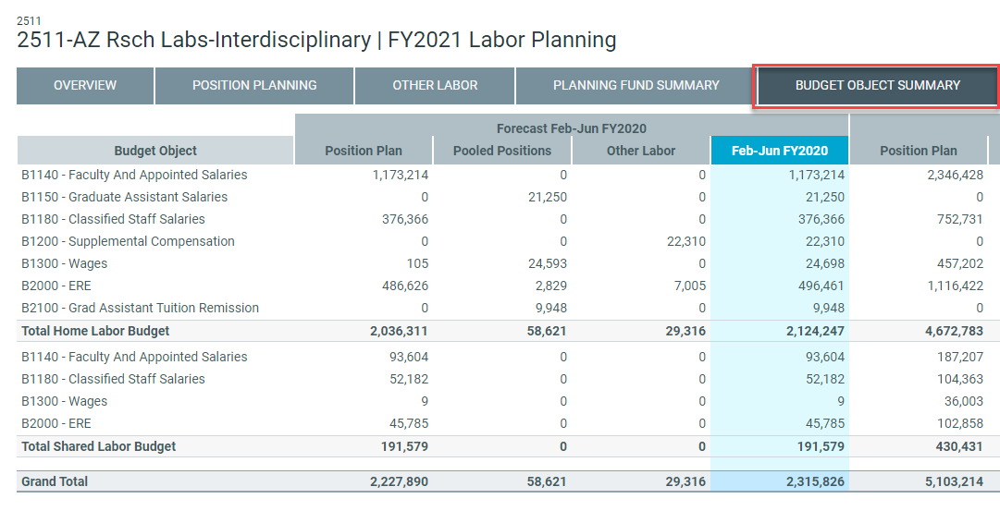 2511
2511-AZ Rsch Labs-Interdisciplinary | FY2021 Labor Planning
OVERVIEW POSITION PLANNING OTHER LABOR PLANNING FUND SUMMARY BUDGET OBJECT SUMMARY
Forecast Feb-Jun FY2020
Budget Object Position Plan Pooled Positions Other Labor Feb-Jun FY2020 Position Plan
B1140 - Faculty And Appointed Salaries 1,173,214 0 0 1,173,214 2,346,428
B1150 - Graduate Assistant Salaries 0 21,250 0 21,250 0
B1180 - Classified Staff Salaries 376,366 0 0 376,366 752,731
B1200 - Supplemental Compensation 0 0 22,310 22,310 0
B1300 - Wages 105 24,593 0 24,698 457,202
B2000 - ERE 486,626 2,829 7,005 496,461 1,116,422
B2100 - Grad Assistant Tuition Remission 0 9,948 0 9,948 0
Total Home Labor Budget 2,036,311 58,621 29,316 2,124,247 4,672,783
B1140 - Faculty And Appointed Salaries 93,604 0 0 93,604 187,207
B1180 - Classified Staff Salaries 52,182 0 0 52,182 104,363
B1300 - Wages 9 0 0 9 36,003
B2000 - ERE 45,785 0 0 45,785 102,858
Total Shared Labor Budget 191,579 0 0 191,579 430,431
Grand Total 2,227,890 58,621 29,316 2,315,826 5,103,214